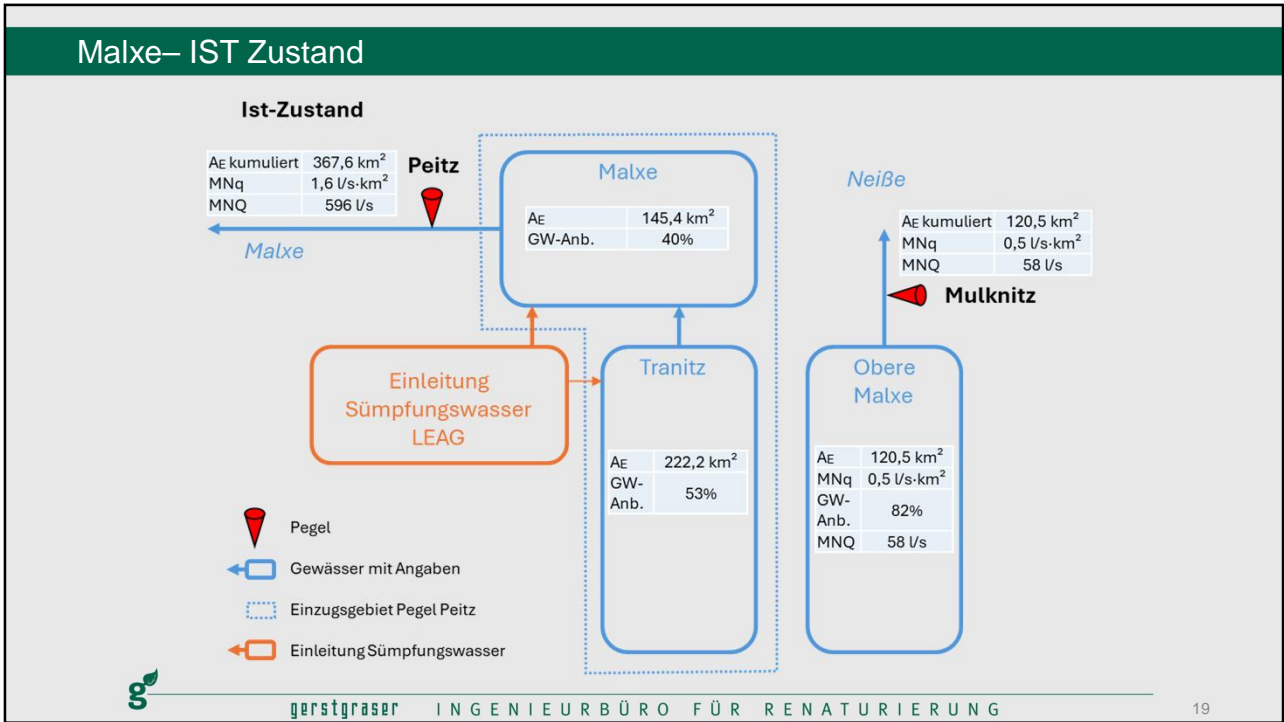 Malxe– IST Zustand
Ist-Zustand
AE kumuliert 367,6 km²
MNq 1,6 l/s·km²
MNQ 596 l/s
Peitz
Malxe
Malxe
AE 145,4 km²
GW-Anb. 40%
Neiße
AE kumuliert 120,5 km²
MNq 0,5 l/s·km²
MNQ 58 l/s
Mulknitz
Einleitung
Sümpfungswasser
LEAG
Tranitz
AE 222,2 km²
GW-
Anb. 53%
Obere
Malxe
AE 120,5 km²
MNq 0,5 l/s·km²
GW-
Anb. 82%
MNQ 58 l/s
Pegel
Gewässer mit Angaben
Einzugsgebiet Pegel Peitz
Einleitung Sümpfungswasser
g
gerstgraser INGENIEURBÜRO FÜR RENATURIERUNG
19